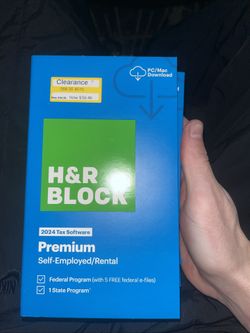 PC/Mac
Download
Clearance
H&R
BLOCK
2024 Tax Software
Premium
Self-Employed/Rental
Federal Program (with 5 FREE federal e-files)
1 State Program